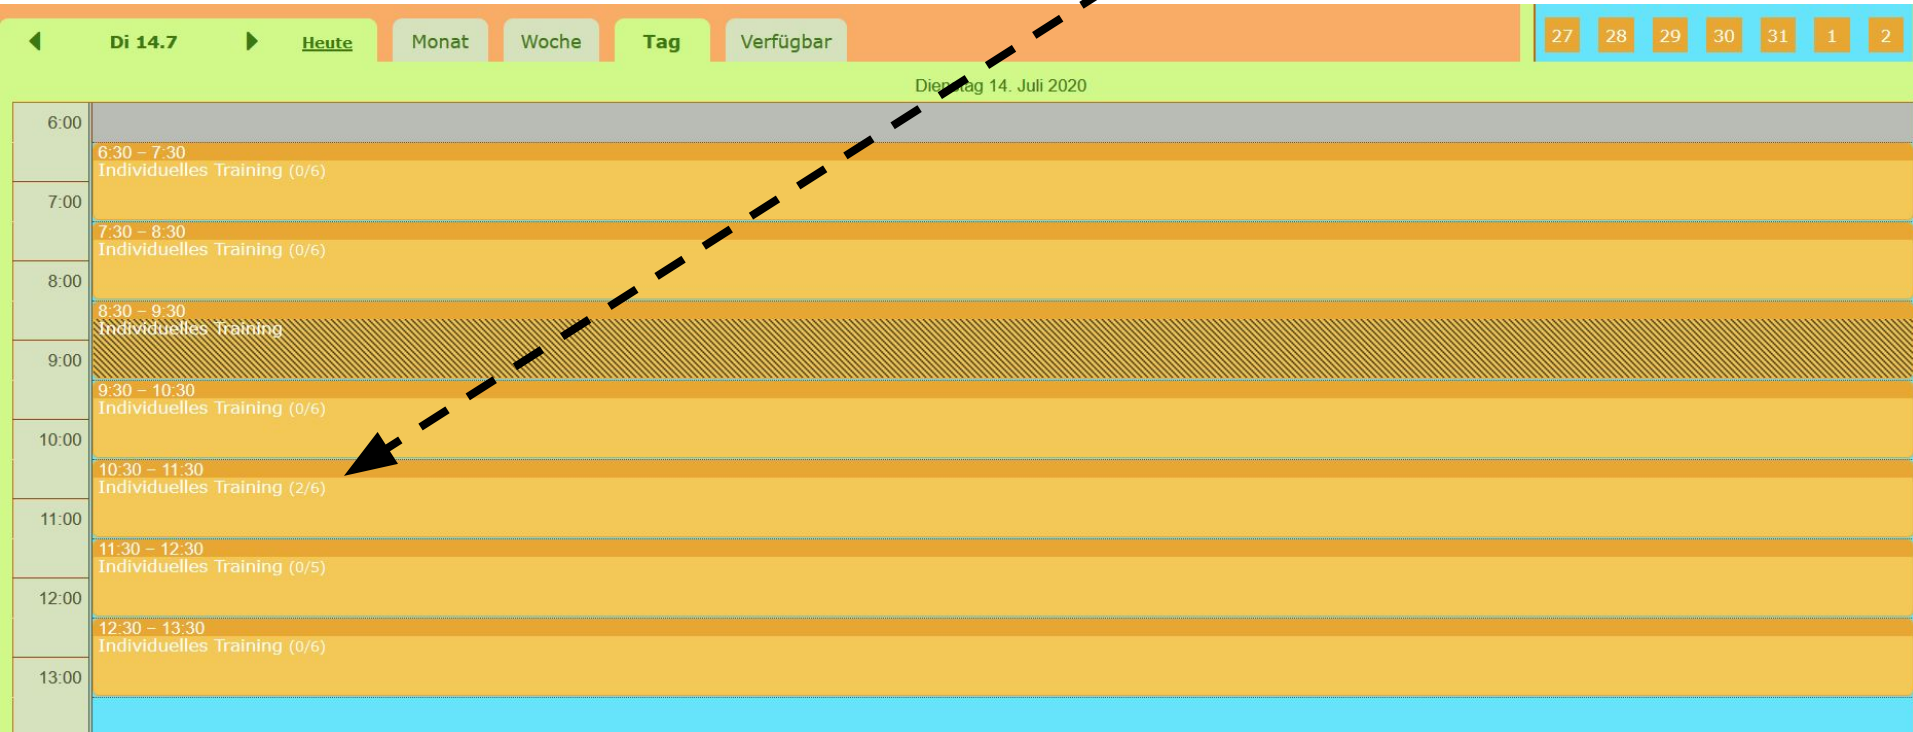 Di 14.7 Heute Monat Woche Tag Verfügbar
27 28 29 30 31 1 2
Dienstag 14. Juli 2020
6:00
6:30 – 7:30
Individuelles Training (0/6)
7:00
7:30 – 8:30
Individuelles Training (0/6)
8:00
8:30 – 9:30
Individuelles Training
9:00
9:30 – 10:30
Individuelles Training (0/6)
10:00
10:30 – 11:30
Individuelles Training (2/6)
11:00
11:30 – 12:30
Individuelles Training (0/5)
12:00
12:30 – 13:30
Individuelles Training (0/6)
13:00